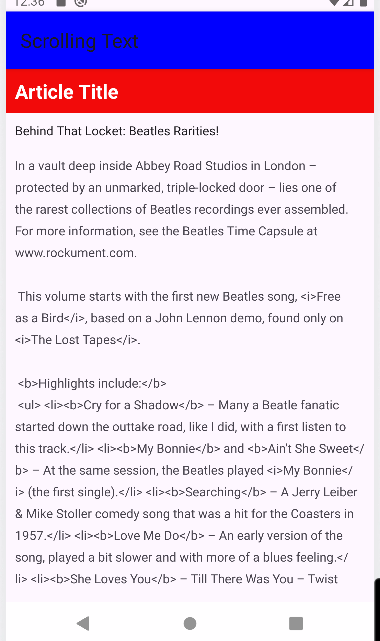 12:36
Scrolling Text
Article Title
Behind That Locket: Beatles Rarities!
In a vault deep inside Abbey Road Studios in London –
protected by an unmarked, triple-locked door – lies one of
the rarest collections of Beatles recordings ever assembled.
For more information, see the Beatles Time Capsule at
www.rockument.com.
This volume starts with the first new Beatles song, <i>Free
as a Bird</i>, based on a John Lennon demo, found only on
<i>The Lost Tapes</i>.
<b>Highlights include:</b>
<ul> <li><b>Cry for a Shadow</b> – Many a Beatle fanatic
started down the outtake road, like I did, with a first listen to
this track.</li> <li><b>My Bonnie</b> and <b>Ain't She Sweet</
b> – At the same session, the Beatles played <i>My Bonnie</
i> (the first single).</li> <li><b>Searching</b> – A Jerry Leiber
& Mike Stoller comedy song that was a hit for the Coasters in
1957.</li> <li><b>Love Me Do</b> – An early version of the
song, played a bit slower and with more of a blues feeling.</
li> <li><b>She Loves You</b> – Till There Was You – Twist